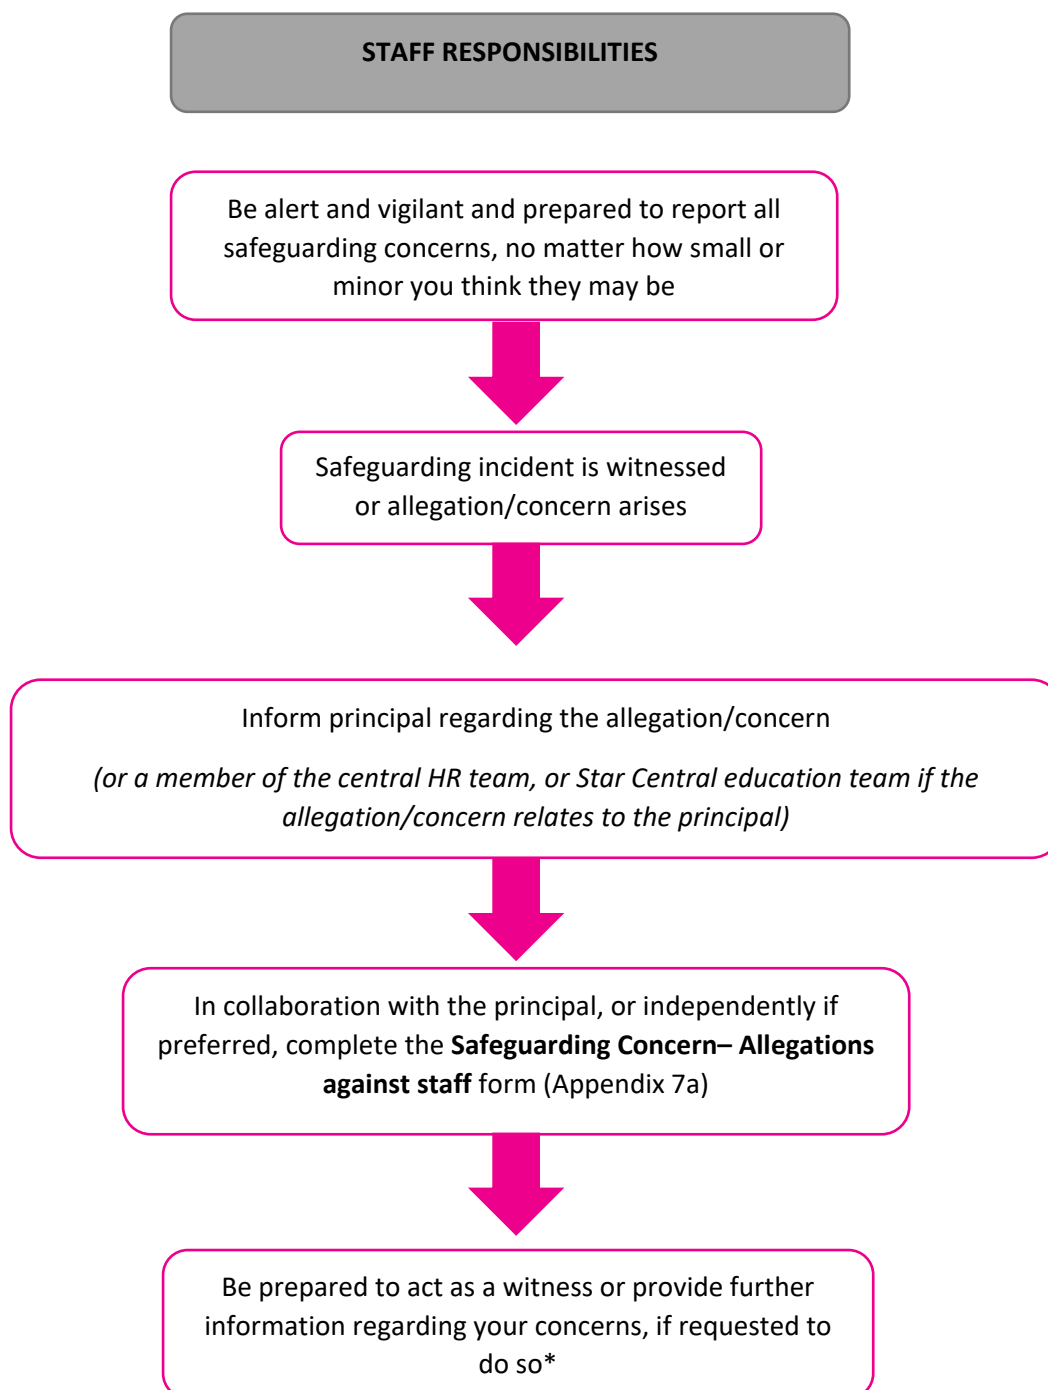 STAFF RESPONSIBILITIES
Be alert and vigilant and prepared to report all
safeguarding concerns, no matter how small or
minor you think they may be
Safeguarding incident is witnessed
or allegation/concern arises
Inform principal regarding the allegation/concern
(or a member of the central HR team, or Star Central education team if the
allegation/concern relates to the principal)
In collaboration with the principal, or independently if
preferred, complete the Safeguarding Concern– Allegations
against staff form (Appendix 7a)
Be prepared to act as a witness or provide further
information regarding your concerns, if requested to
do so*